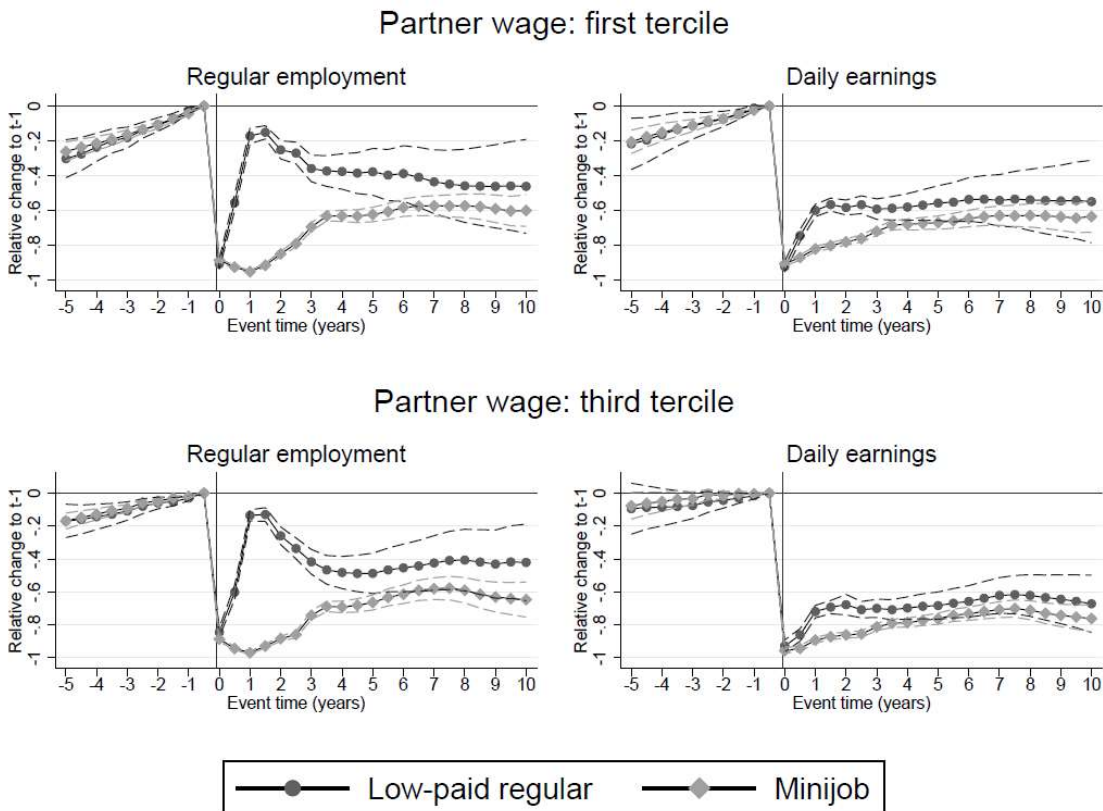 Partner wage: first tercile
Regular employment
Relative change to t-1
0
-.2
-.4
-.6
-.8
-1
-5 -4 -3 -2 -1 0 1 2 3 4 5 6 7 8 9 10
Event time (years)
Daily earnings
Relative change to t-1
0
-.2
-.4
-.6
-.8
-1
-5 -4 -3 -2 -1 0 1 2 3 4 5 6 7 8 9 10
Event time (years)
Partner wage: third tercile
Regular employment
Relative change to t-1
0
-.2
-.4
-.6
-.8
-1
-5 -4 -3 -2 -1 0 1 2 3 4 5 6 7 8 9 10
Event time (years)
Daily earnings
Relative change to t-1
0
-.2
-.4
-.6
-.8
-1
-5 -4 -3 -2 -1 0 1 2 3 4 5 6 7 8 9 10
Event time (years)
Low-paid regular Minijob